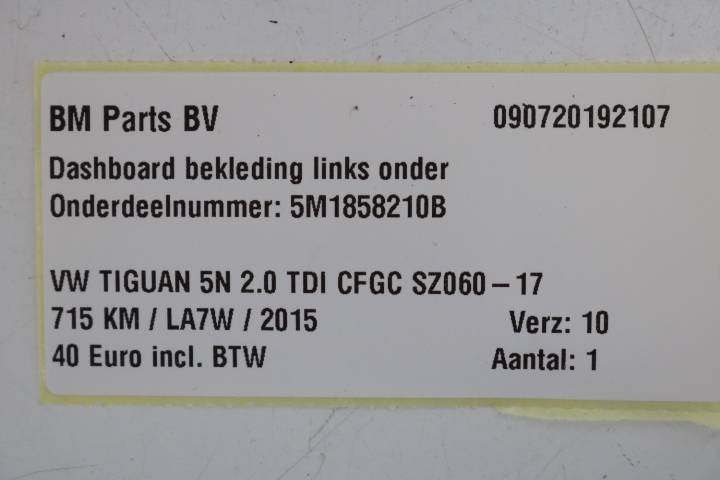 BM Parts BV 090720192107
Dashboard bekleding links onder
Onderdeelnummer: 5M1858210B
VW TIGUAN 5N 2.0 TDI CFGC SZ060 – 17
715 KM / LA7W / 2015 Verz: 10
40 Euro incl. BTW Aantal: 1